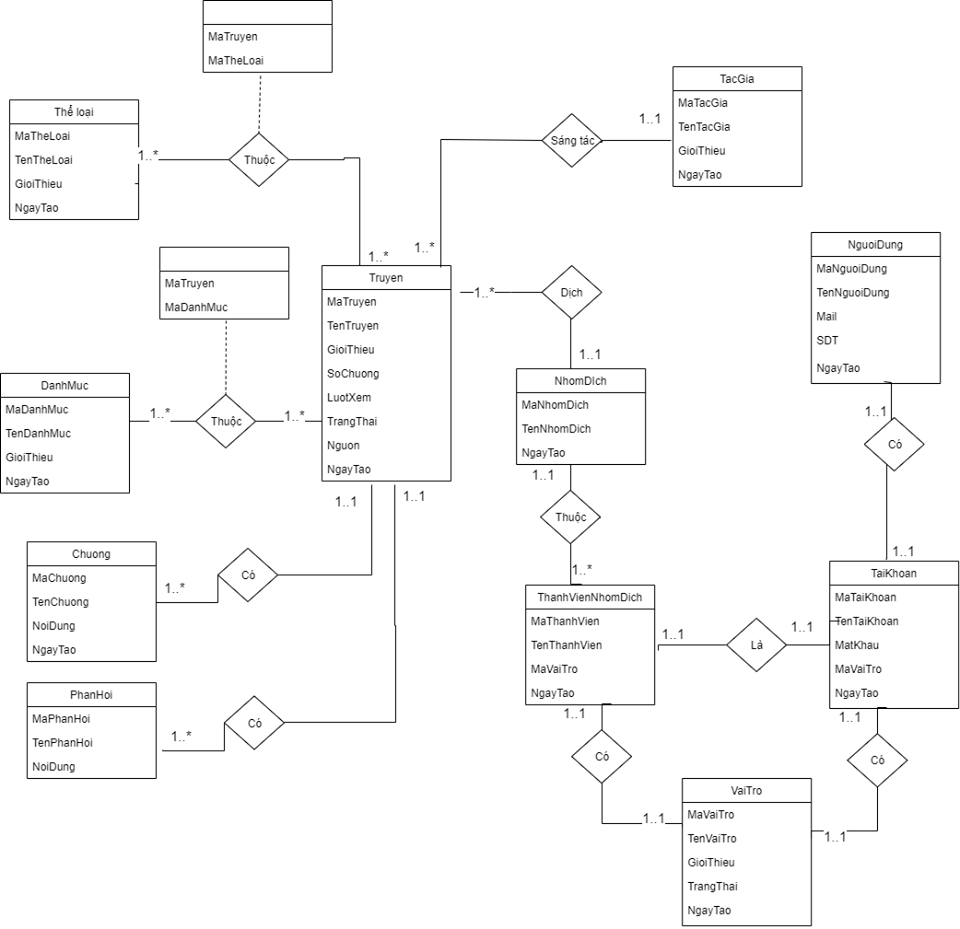 MaTruyen
MaTheLoai
Thể loại
MaTheLoai
TenTheLoai
GioiThieu
NgayTao
1..*
Thuộc
1..*
TacGia
MaTacGia
TenTacGia
GioiThieu
NgayTao
1..1
Sáng tác
1..*
MaTruyen
MaDanhMuc
DanhMuc
MaDanhMuc
TenDanhMuc
GioiThieu
NgayTao
1..*
Thuộc
1..*
Truyen
MaTruyen
TenTruyen
GioiThieu
SoChuong
LuotXem
TrangThai
Nguon
NgayTao
1..*
Dịch
1..1
NhomDIch
MaNhomDich
TenNhomDich
NgayTao
1..1
Thuộc
1..*
NguoiDung
MaNguoiDung
TenNguoiDung
Mail
SDT
NgayTao
1..1
Có
1..1
1..1
1..1
Chuong
MaChuong
TenChuong
NoiDung
NgayTao
1..*
Có
PhanHoi
MaPhanHoi
TenPhanHoi
NoiDung
1..*
Có
ThanhVienNhomDich
MaThanhVien
TenThanhVien
MaVaiTro
NgayTao
1..1
Là
1..1
TaiKhoan
MaTaiKhoan
TenTaiKhoan
MatKhau
MaVaiTro
NgayTao
1..1
Có
1..1
1..1
Có
1..1
VaiTro
MaVaiTro
TenVaiTro
GioiThieu
TrangThai
NgayTao